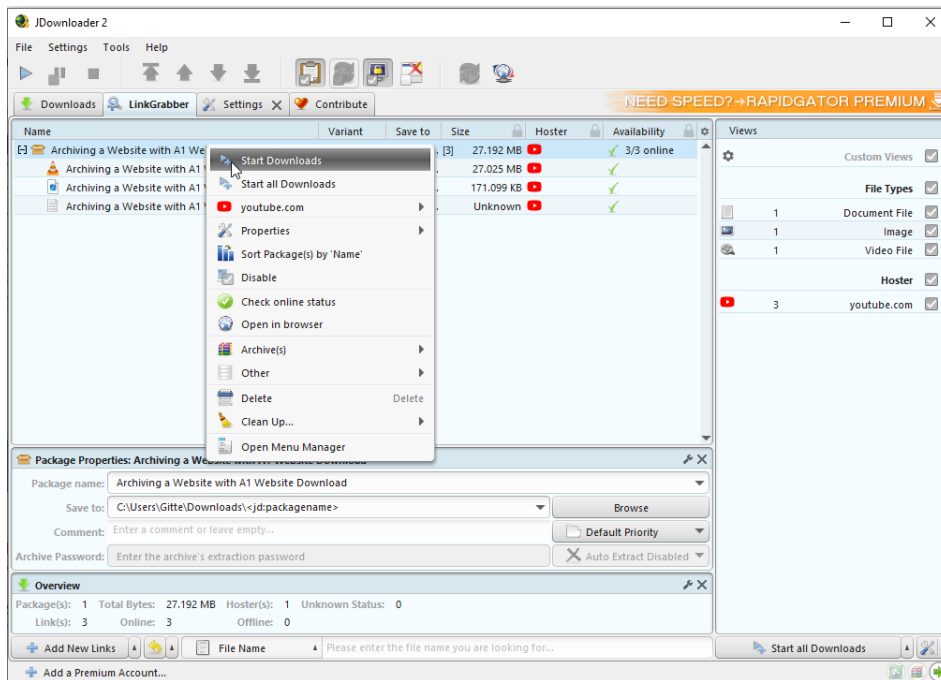 JDownloader 2
File Settings Tools Help
Downloads LinkGrabber Settings Contribute
NEED SPEED?→RAPIDGATOR PREMIUM
Name Variant Save to Size Hoster Availability
Archiving a Website with A1 We [3] 27.192 MB 3/3 online
Archiving a Website with A1 27.025 MB
Archiving a Website with A1 171.099 KB
Archiving a Website with A1 Unknown
Start Downloads
Start all Downloads
youtube.com
Properties
Sort Package(s) by 'Name'
Disable
Check online status
Open in browser
Archive(s)
Other
Delete Delete
Clean Up...
Open Menu Manager
Views
Custom Views
File Types
1 Document File
1 Image
1 Video File
Hoster
3 youtube.com
Package Properties: Archiving a Website with A1 Website Download
Package name: Archiving a Website with A1 Website Download
Save to: C:\Users\Gitte\Downloads\<jd:packagename> Browse
Comment: Enter a comment or leave empty... Default Priority
Archive Password: Enter the archive's extraction password Auto Extract Disabled
Overview
Package(s): 1 Total Bytes: 27.192 MB Hoster(s): 1 Unknown Status: 0
Link(s): 3 Online: 3 Offline: 0
Add New Links File Name Please enter the file name you are looking for... Start all Downloads
Add a Premium Account...